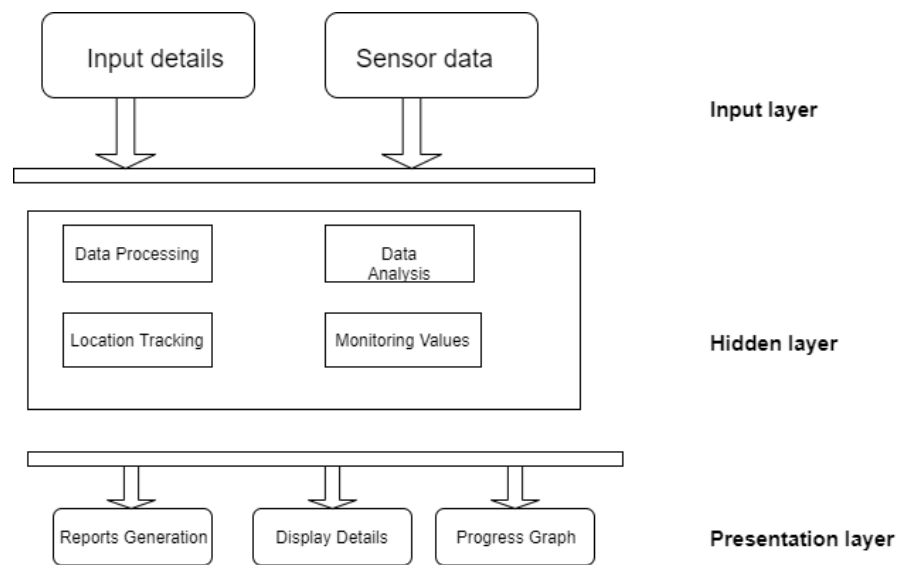 Input details
Sensor data
Input layer
Data Processing
Data
Analysis
Location Tracking
Monitoring Values
Hidden layer
Reports Generation
Display Details
Progress Graph
Presentation layer